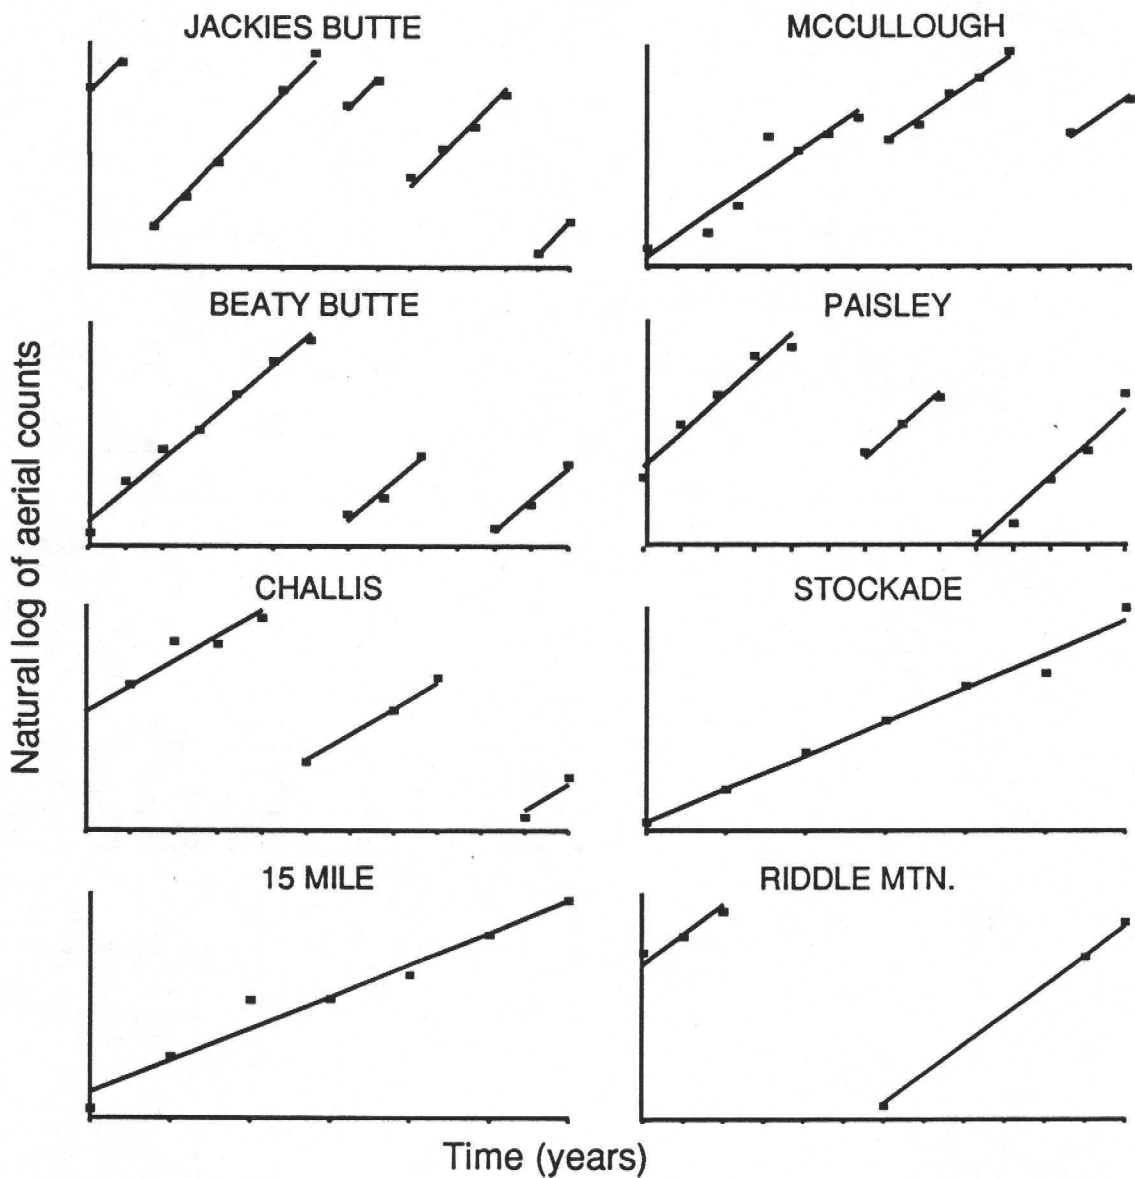 JACKIES BUTTE
MCCULLOUGH
BEATY BUTTE
PAISLEY
CHALLIS
STOCKADE
15 MILE
RIDDLE MTN.
Natural log of aerial counts
Time (years)